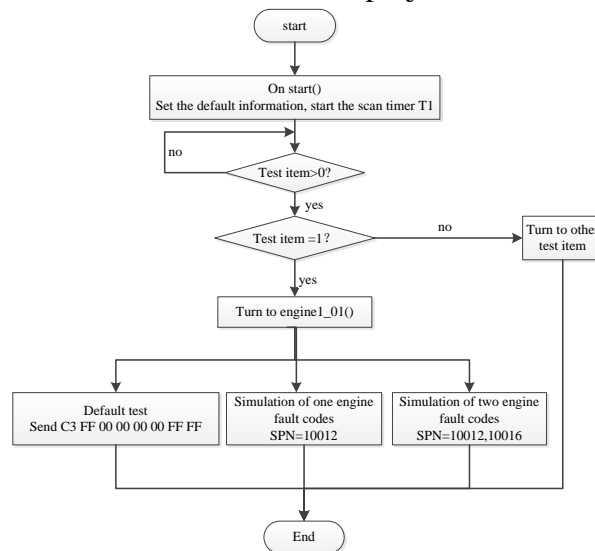 start
On start()
Set the default information, start the scan timer T1
no
Test item>0?
yes
Test item =1?
no
Turn to other
test item
yes
Turn to engine1_01()
Default test
Send C3 FF 00 00 00 00 FF FF
Simulation of one engine
fault codes
SPN=10012
Simulation of two engine
fault codes
SPN=10012,10016
End